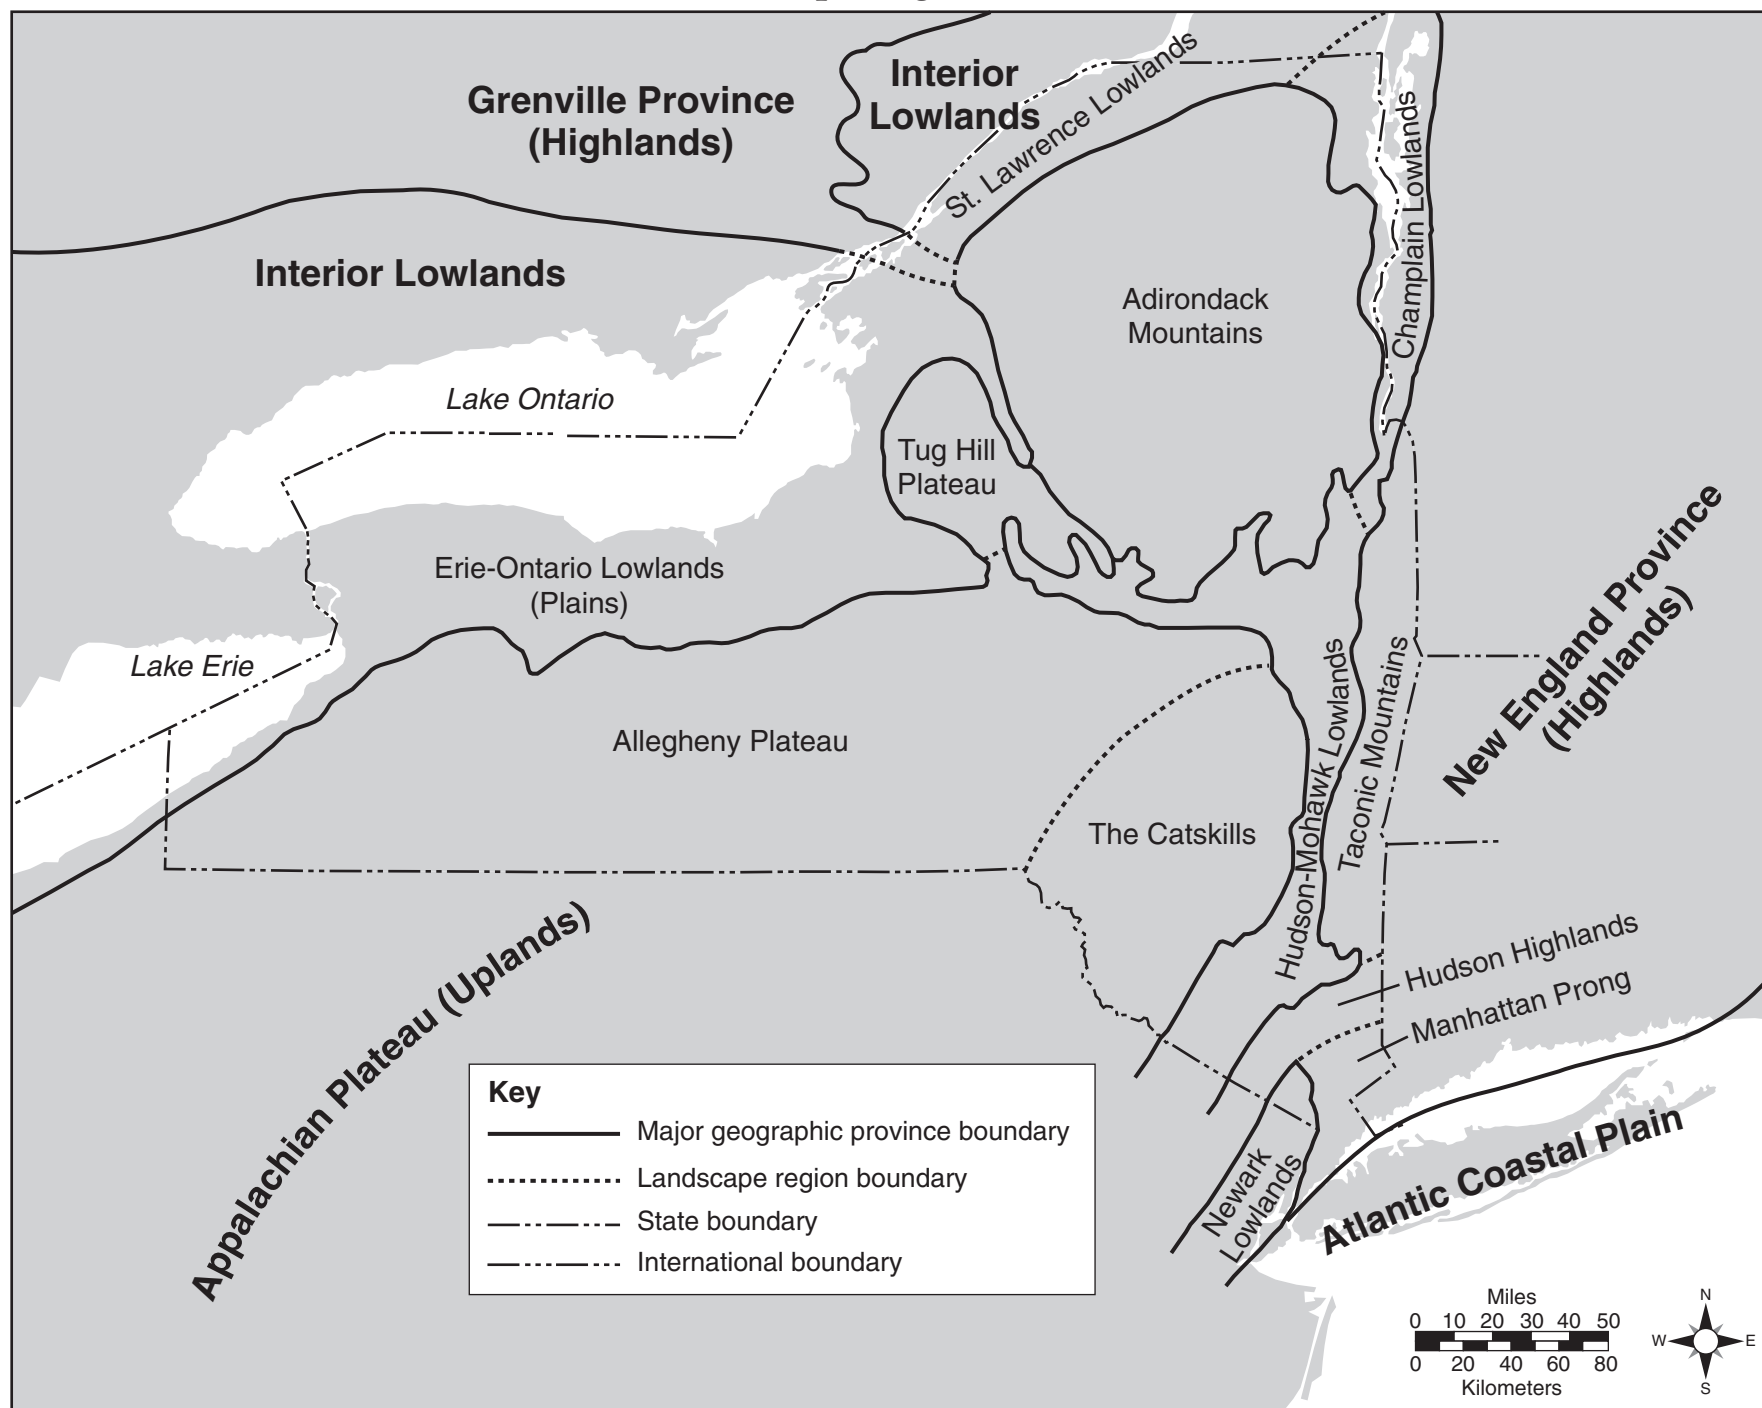 Grenville Province
(Highlands)
Interior
Lowlands
St. Lawrence Lowlands
Champlain Lowlands
Interior Lowlands
Adirondack
Mountains
Lake Ontario
Tug Hill
Plateau
Erie-Ontario Lowlands
(Plains)
Lake Erie
New England Province
(Highlands)
Allegheny Plateau
The Catskills
Hudson-Mohawk Lowlands
Taconic Mountains
Hudson Highlands
Manhattan Prong
Appalachian Plateau (Uplands)
Newark
Lowlands
Atlantic Coastal Plain
Key
Major geographic province boundary
Landscape region boundary
State boundary
International boundary
Miles
0 10 20 30 40 50
0 20 40 60 80
Kilometers
N
W E
S